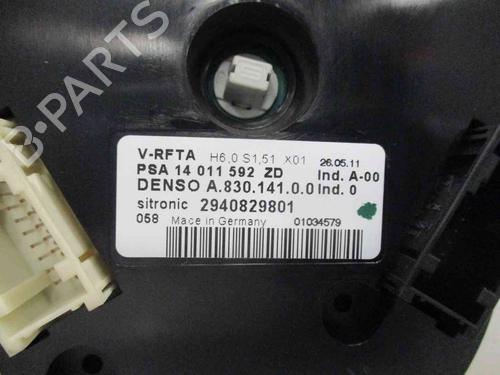 B-PARTS
V-RFTA H6,0 S1,51 X01 26.05.11
PSA 14 011 592 ZD Ind. A-00
DENSO A.830.141.0.0 Ind. 0
sitronic 2940829801
058 Made in Germany 01034579